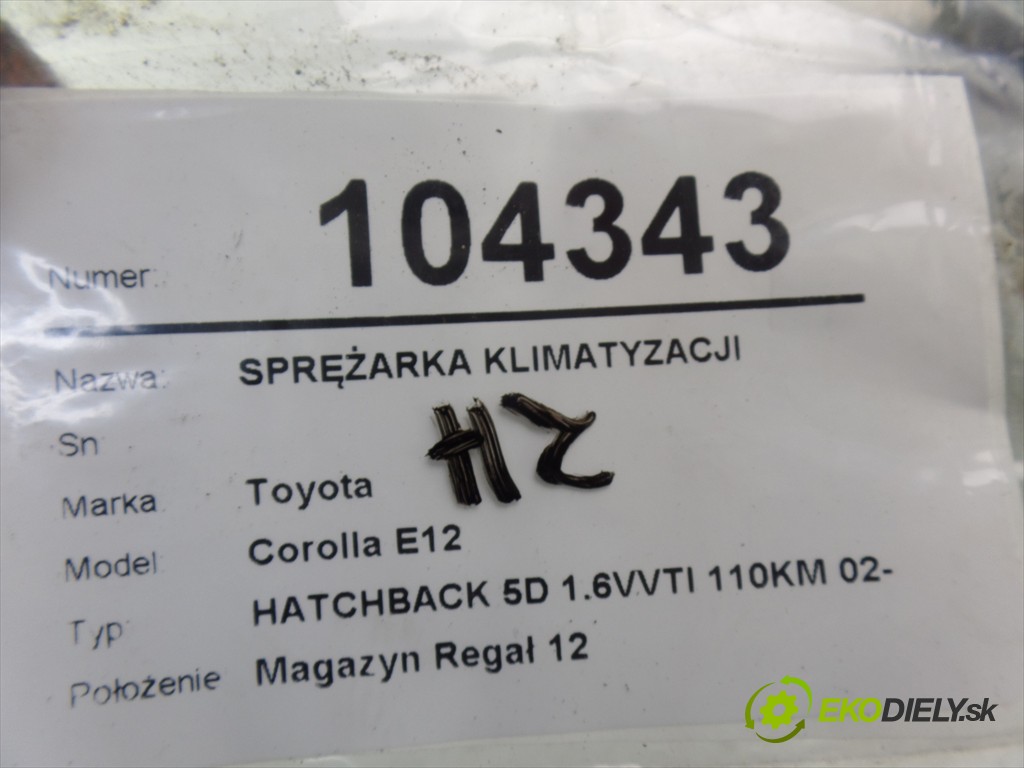 Numer: 104343
Nazwa: SPRĘŻARKA KLIMATYZACJI
Sn
HZ
Marka Toyota
Model Corolla E12
Typ HATCHBACK 5D 1.6VVTI 110KM 02-
Położenie Magazyn Regał 12
EKODIELY.sk